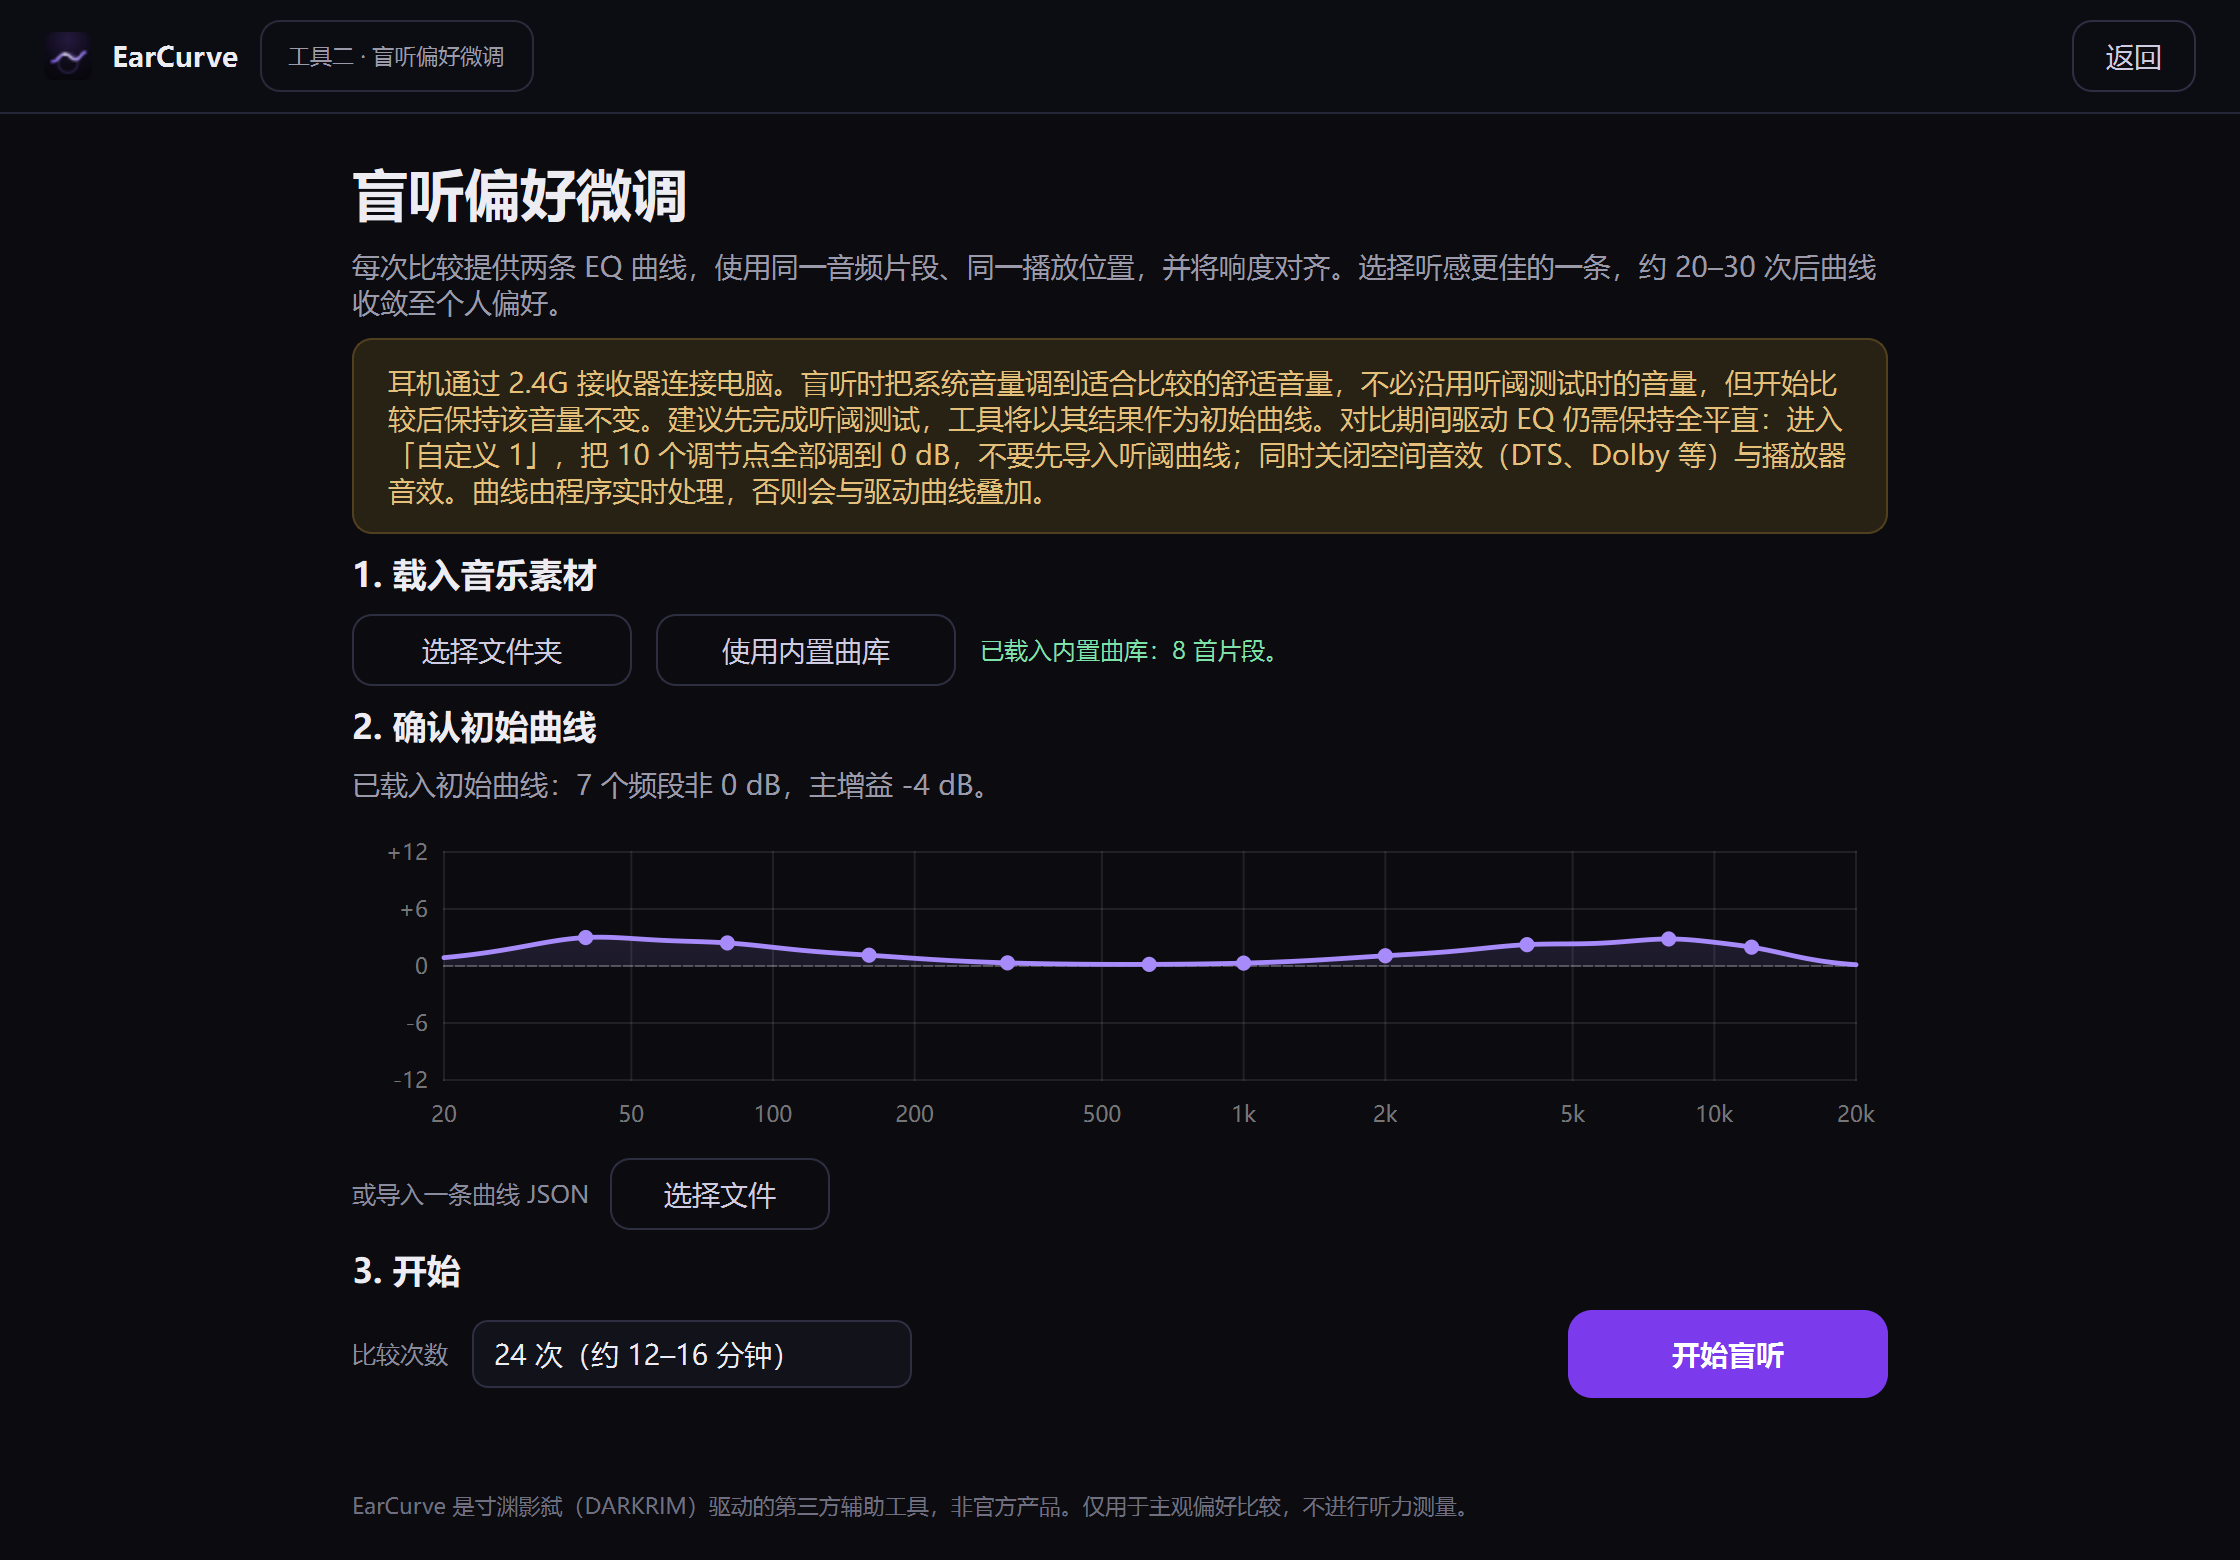 EarCurve
工具二 · 盲听偏好微调
返回
盲听偏好微调
每次比较提供两条 EQ 曲线，使用同一音频片段、同一播放位置，并将响度对齐。选择听感更佳的一条，约 20–30 次后曲线
收敛至个人偏好。
耳机通过 2.4G 接收器连接电脑。盲听时把系统音量调到适合比较的舒适音量，不必沿用听阈测试时的音量，但开始比
较后保持该音量不变。建议先完成听阈测试，工具将以其结果作为初始曲线。对比期间驱动 EQ 仍需保持全平直：进入
「自定义 1」，把 10 个调节点全部调到 0 dB，不要先导入听阈曲线；同时关闭空间音效（DTS、Dolby 等）与播放器
音效。曲线由程序实时处理，否则会与驱动曲线叠加。
1. 载入音乐素材
选择文件夹
使用内置曲库
已载入内置曲库：8 首片段。
2. 确认初始曲线
已载入初始曲线：7 个频段非 0 dB，主增益 -4 dB。
+12
+6
0
-6
-12
20 50 100 200 500 1k 2k 5k 10k 20k
或导入一条曲线 JSON
选择文件
3. 开始
比较次数
24 次（约 12–16 分钟）
开始盲听
EarCurve 是寸渊影弑（DARKRIM）驱动的第三方辅助工具，非官方产品。仅用于主观偏好比较，不进行听力测量。